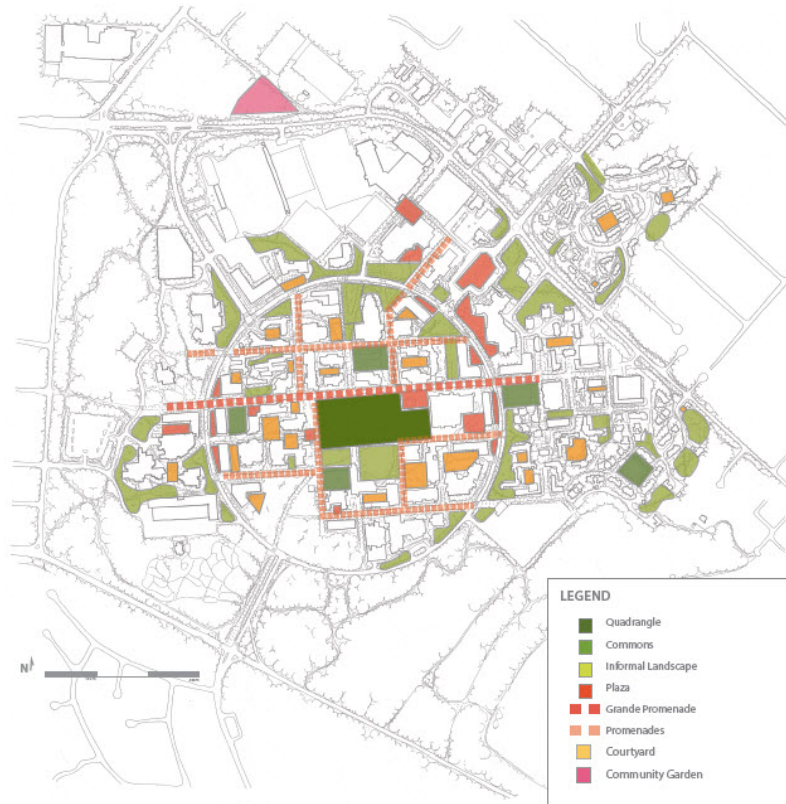 LEGEND
Quadrangle
Commons
Informal Landscape
Plaza
Grande Promenade
Promenades
Courtyard
Community Garden
N